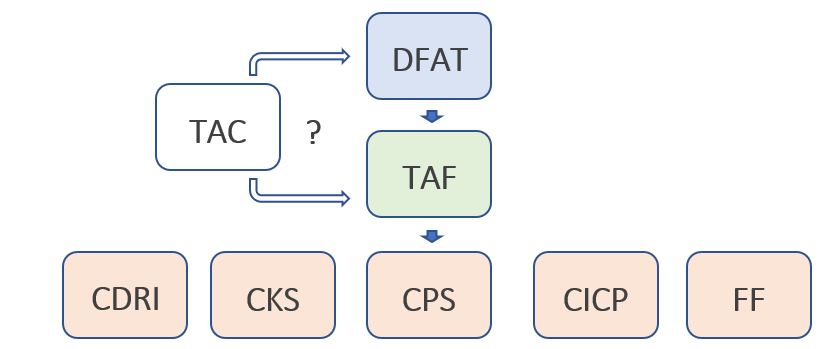 DFAT
TAC
?
TAF
CDRI
CKS
CPS
CICP
FF